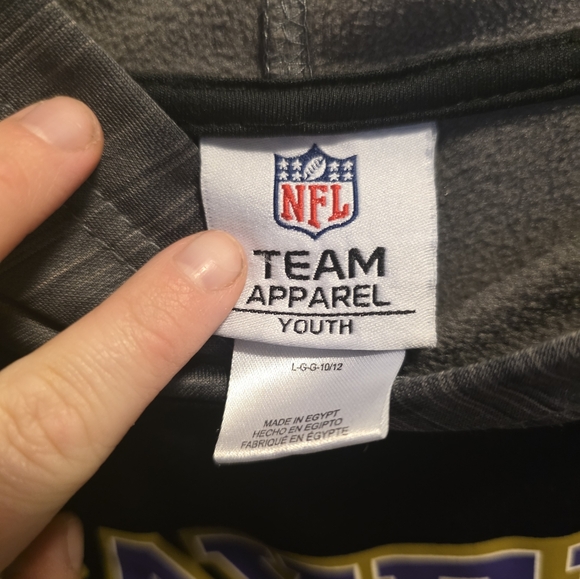 NFL
TEAM
APPAREL
YOUTH
L-G-G-10/12
MADE IN EGYPT
HECHO EN EGIPTO
FABRIQUÉ EN ÉGYPTE